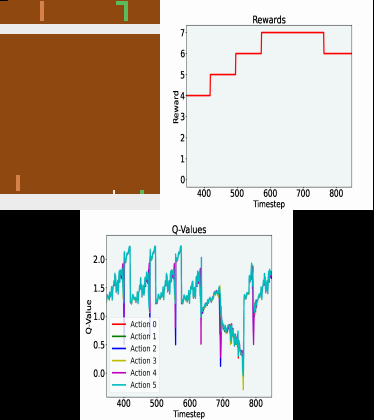 Rewards
7
6
5
4
3
2
1
0
Reward
400 500 600 700 800
Timestep
Q-Values
2.0
1.5
1.0
0.5
0.0
Q-Value
Action 0
Action 1
Action 2
Action 3
Action 4
Action 5
400 500 600 700 800
Timestep